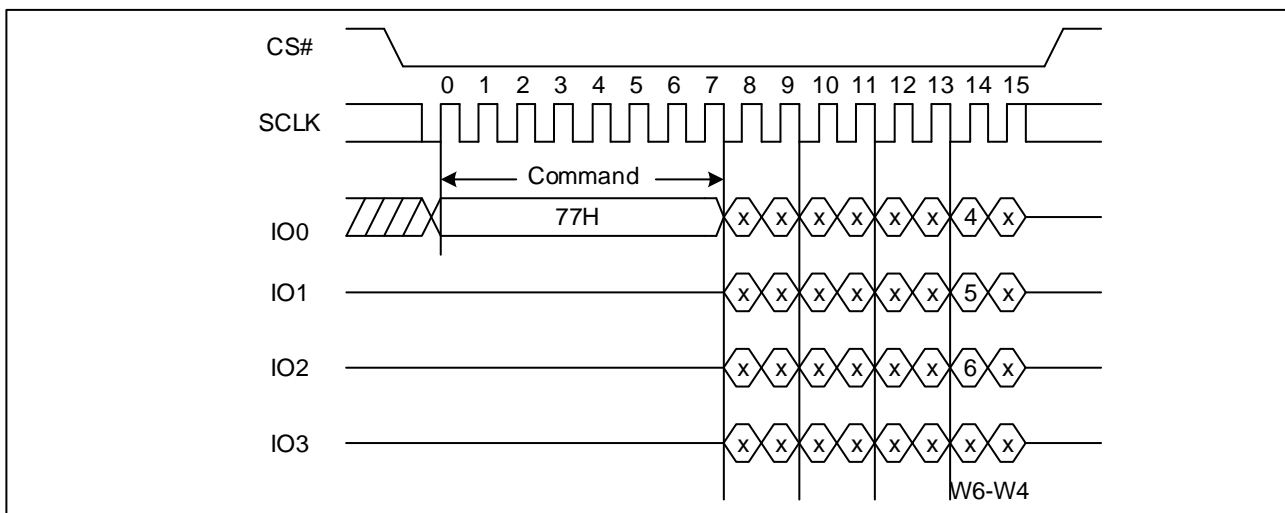 CS#
0 1 2 3 4 5 6 7 8 9 10 11 12 13 14 15
SCLK
Command
IO0 77H x x x x x x 4 x
IO1 x x x x x x 5 x
IO2 x x x x x x 6 x
IO3 x x x x x x x x
W6-W4